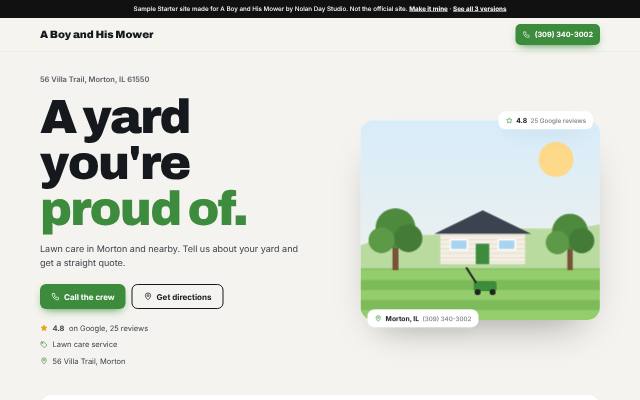 Sample Starter site made for A Boy and His Mower by Nolan Day Studio. Not the official site. Make it mine · See all 3 versions
A Boy and His Mower
(309) 340-3002
56 Villa Trail, Morton, IL 61550
A yard
you're
proud of.
Lawn care in Morton and nearby. Tell us about your yard and
get a straight quote.
Call the crew
Get directions
4.8 on Google, 25 reviews
Lawn care service
56 Villa Trail, Morton
4.8 25 Google reviews
Morton, IL (309) 340-3002